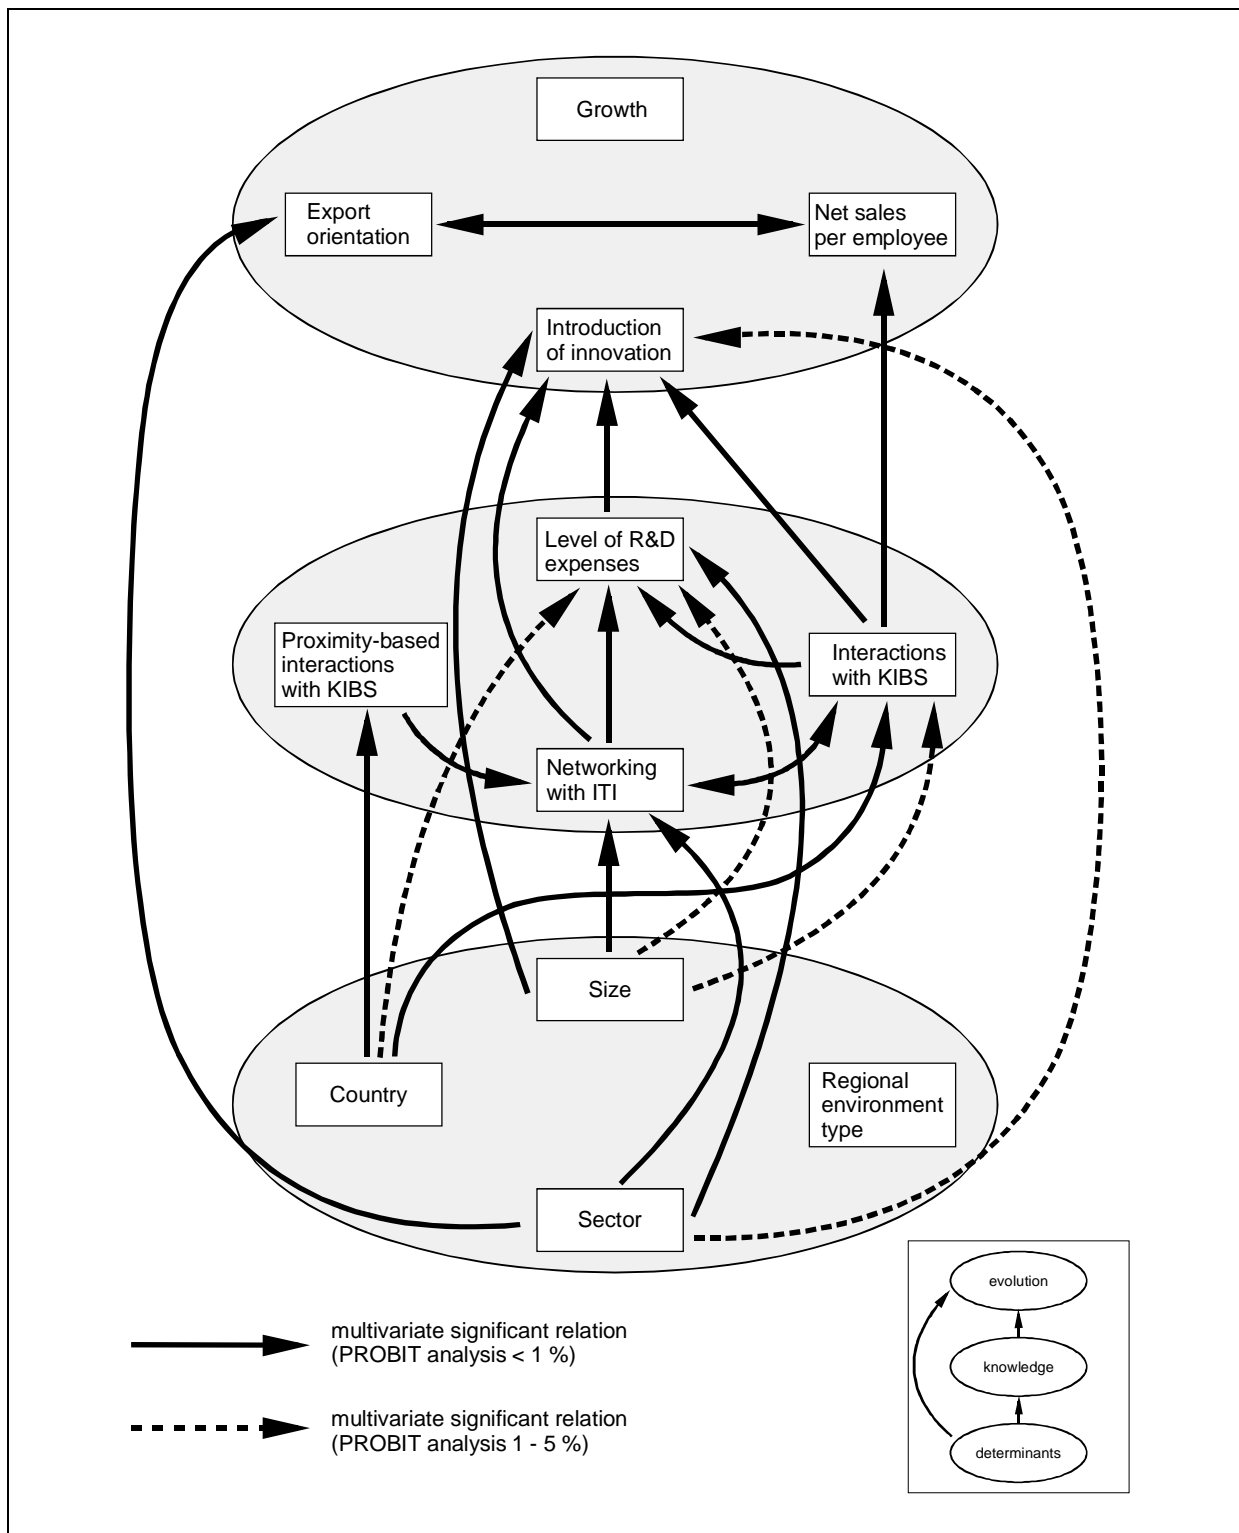 Growth
Export
orientation
Net sales
per employee
Introduction
of innovation
Level of R&D
expenses
Proximity-based
interactions
with KIBS
Interactions
with KIBS
Networking
with ITI
Size
Country
Regional
environment
type
Sector
evolution
knowledge
determinants
multivariate significant relation
(PROBIT analysis < 1 %)
multivariate significant relation
(PROBIT analysis 1 - 5 %)